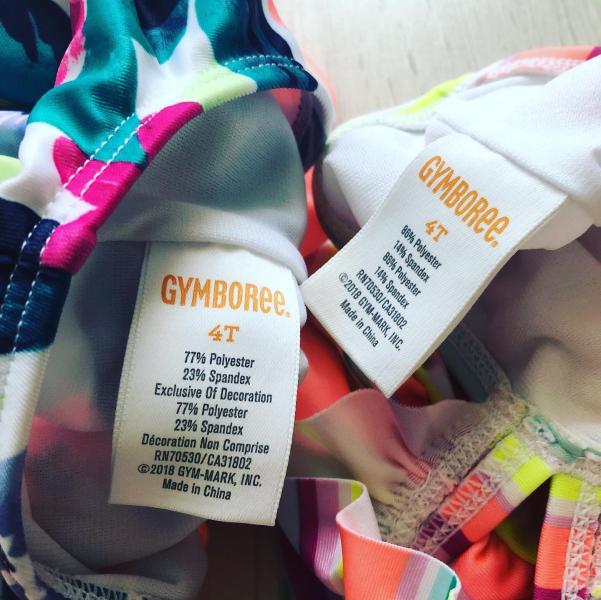 GYMBOREE.
4T
77% Polyester
23% Spandex
Exclusive Of Decoration
77% Polyester
23% Spandex
Décoration Non Comprise
RN70530/CA31802
©2018 GYM-MARK, INC.
Made in China
GYMBOREE.
4T
86% Polyester
14% Spandex
86% Polyester
14% Spandex
RN70530/CA31802
©2018 GYM-MARK, INC.
Made in China